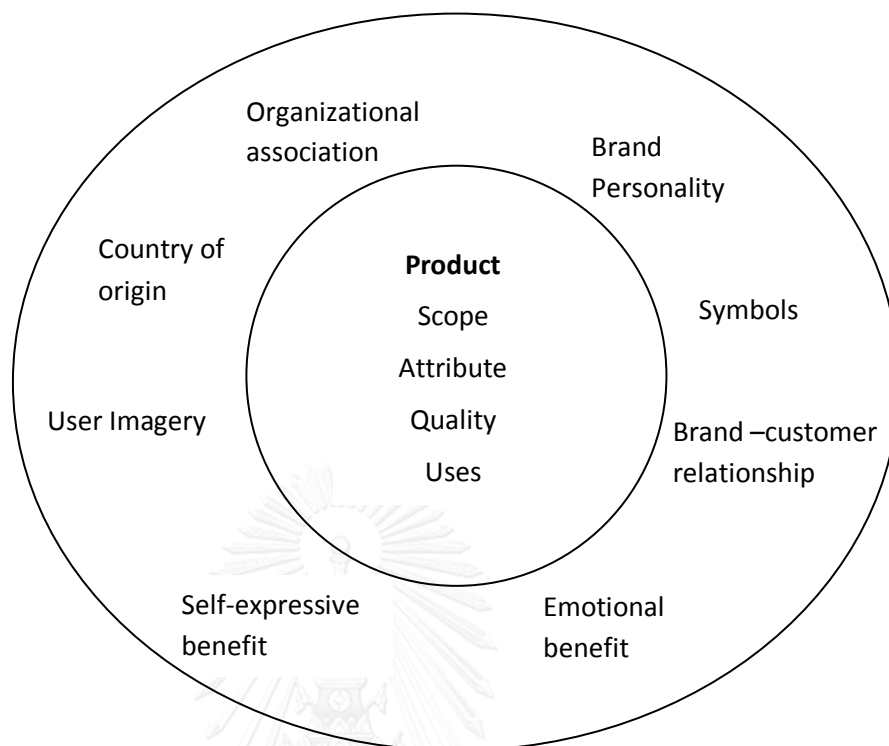 Organizational
association
Brand
Personality
Country of
origin
Product
Scope
Attribute
Quality
Uses
Symbols
User Imagery
Brand –customer
relationship
Self-expressive
benefit
Emotional
benefit